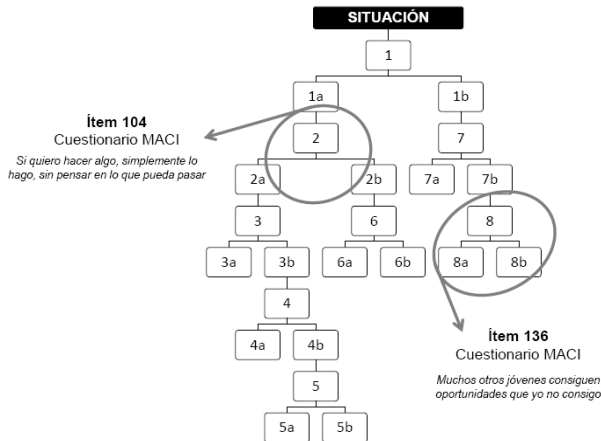 SITUACIÓN
1
1a
1b
Ítem 104
Cuestionario MACI
Si quiero hacer algo, simplemente lo
hago, sin pensar en lo que pueda pasar
2
7
2a
2b
7a
7b
3
6
8
3a
3b
6a
6b
8a
8b
4
4a
4b
Ítem 136
Cuestionario MACI
Muchos otros jóvenes consiguen
oportunidades que yo no consigo
5
5a
5b